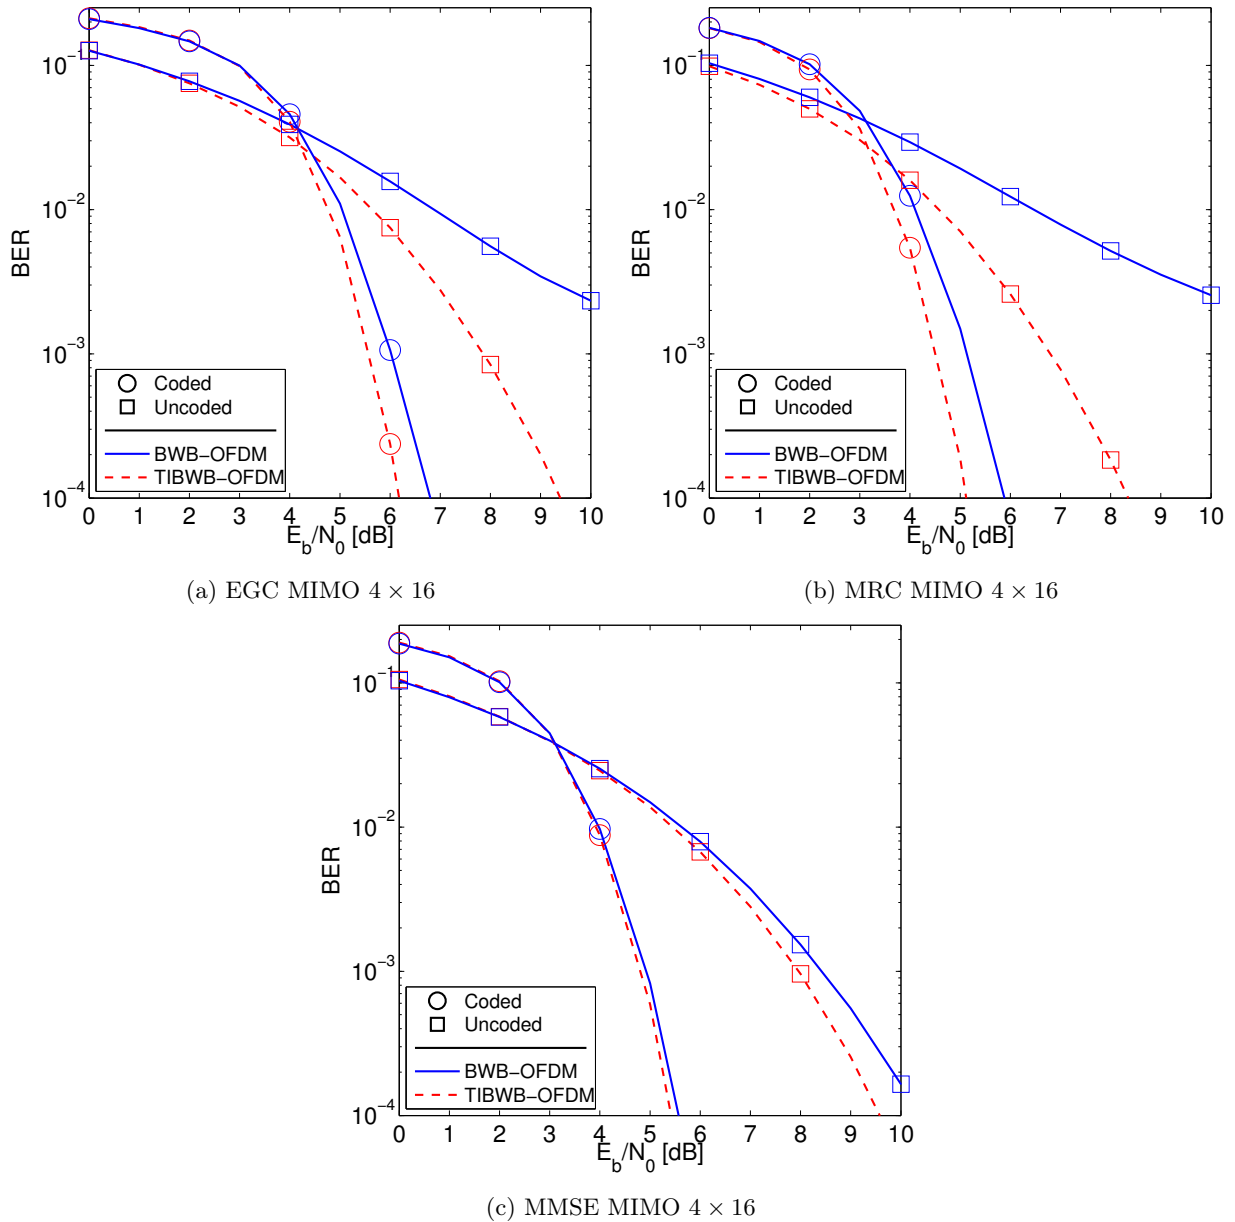 BER
10^-1
10^-2
10^-3
10^-4
Coded
Uncoded
BWB-OFDM
TIBWB-OFDM
0 1 2 3 4 5 6 7 8 9 10
E_b/N_0 [dB]
(a) EGC MIMO 4 × 16
BER
10^-1
10^-2
10^-3
10^-4
Coded
Uncoded
BWB-OFDM
TIBWB-OFDM
0 1 2 3 4 5 6 7 8 9 10
E_b/N_0 [dB]
(b) MRC MIMO 4 × 16
BER
10^-1
10^-2
10^-3
10^-4
Coded
Uncoded
BWB-OFDM
TIBWB-OFDM
0 1 2 3 4 5 6 7 8 9 10
E_b/N_0 [dB]
(c) MMSE MIMO 4 × 16